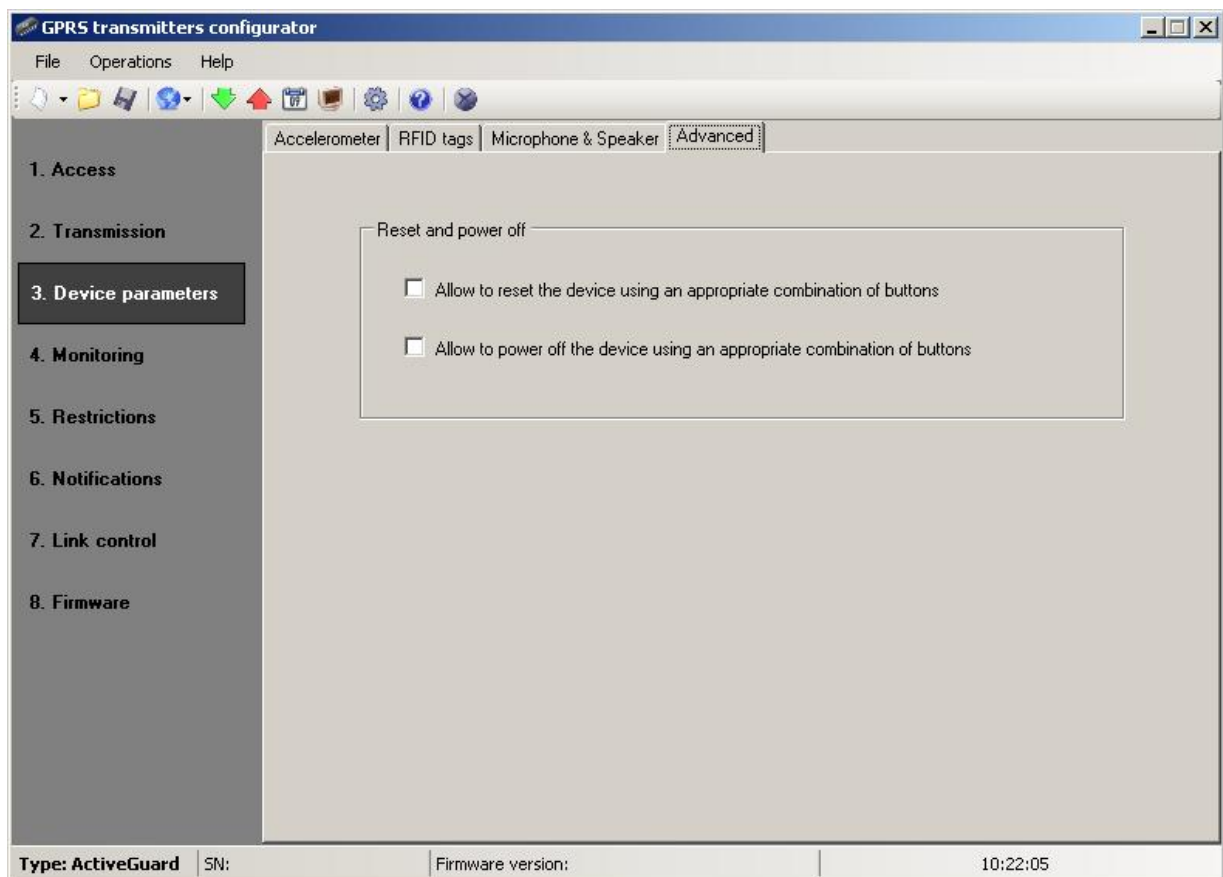 GPRS transmitters configurator
File Operations Help
Accelerometer RFID tags Microphone & Speaker Advanced
1. Access
2. Transmission
3. Device parameters
4. Monitoring
5. Restrictions
6. Notifications
7. Link control
8. Firmware
Reset and power off
Allow to reset the device using an appropriate combination of buttons
Allow to power off the device using an appropriate combination of buttons
Type: ActiveGuard SN: Firmware version: 10:22:05